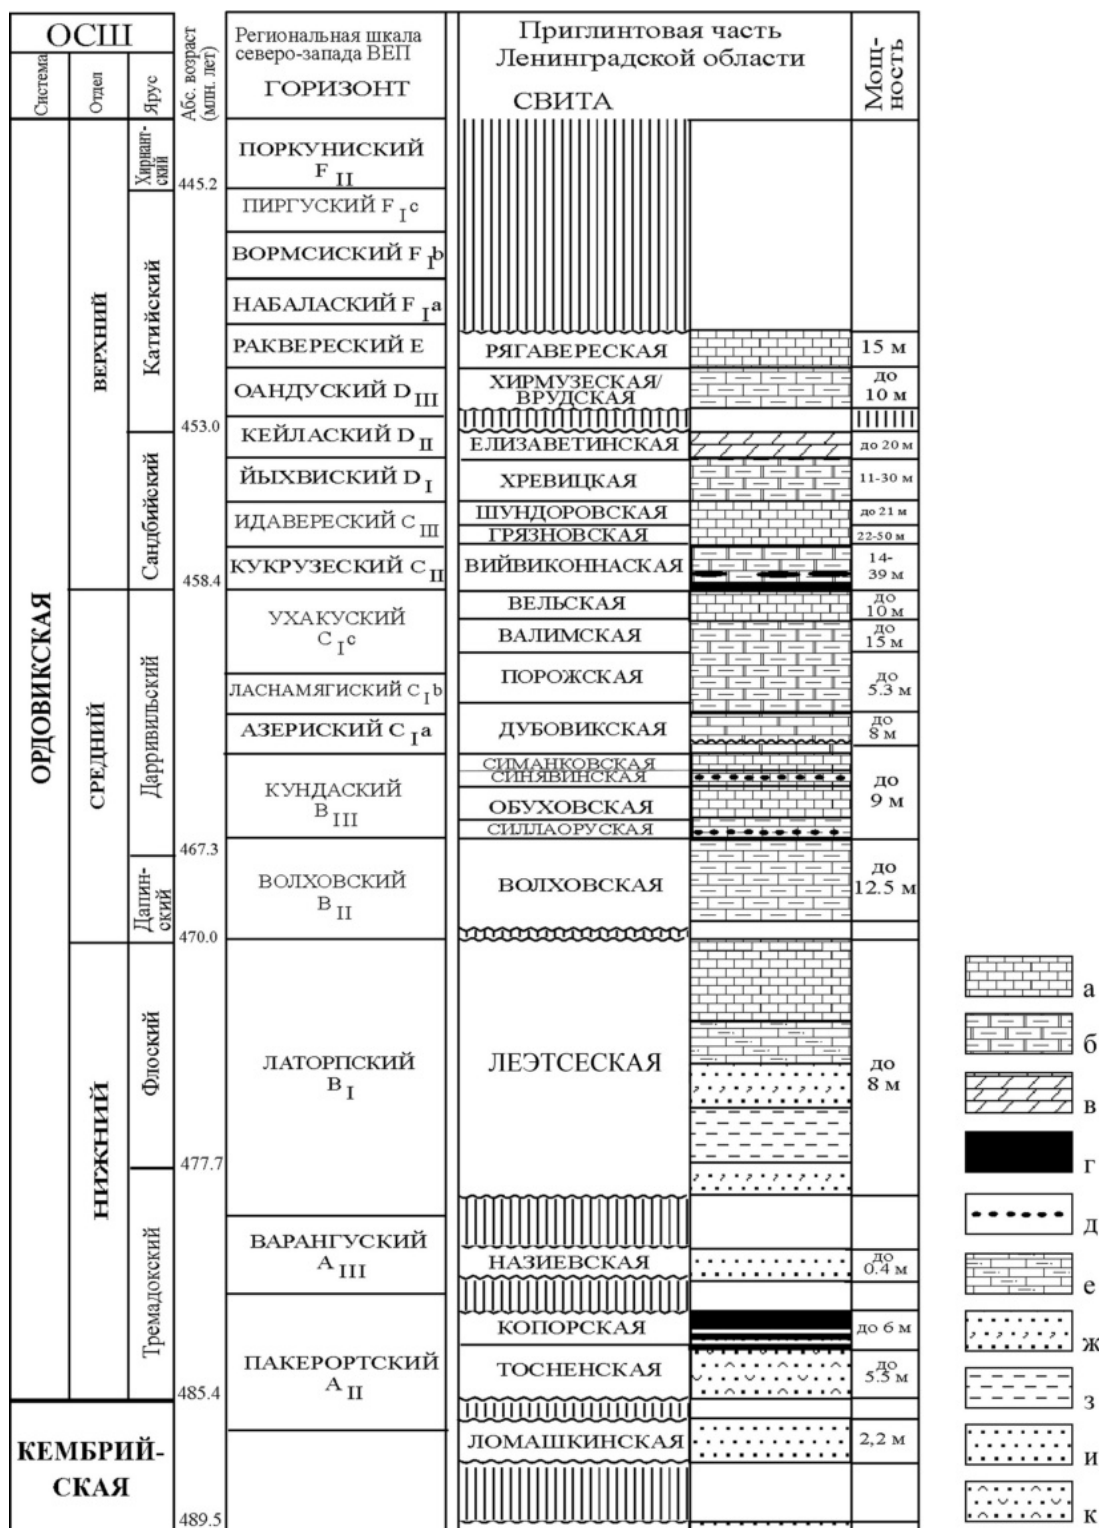 ОСШ
Система
Отдел
Ярус
Абс. возраст
(млн. лет)
Региональная шкала
северо-запада ВЕП
ГОРИЗОНТ
Приглинтовая часть
Ленинградской области
СВИТА
Мощ-
ность
ОРДОВИКСКАЯ
КЕМБРИЙ-
СКАЯ
ВЕРХНИЙ
СРЕДНИЙ
НИЖНИЙ
Хирнант-
ский
Катийский
Сандбийский
Дарривильский
Дапин-
ский
Флоский
Тремадокский
445.2
453.0
458.4
467.3
470.0
477.7
485.4
489.5
ПОРКУНИСКИЙ
F II
ПИРГУСКИЙ F I c
ВОРМСИСКИЙ F I b
НАБАЛАСКИЙ F I a
РАКВЕРЕСКИЙ E
ОАНДУСКИЙ D III
КЕЙЛАСКИЙ D II
ЙЫХВИСКИЙ D I
ИДАВЕРЕСКИЙ C III
КУКРУЗЕСКИЙ C II
УХАКУСКИЙ
C I c
ЛАСНАМЯГИСКИЙ C I b
АЗЕРИСКИЙ C I a
КУНДАСКИЙ
B III
ВОЛХОВСКИЙ
B II
ЛАТОРПСКИЙ
B I
ВАРАНГУСКИЙ
A III
ПАКЕРОРТСКИЙ
A II
РЯГАВЕРЕСКАЯ
ХИРМУЗЕСКАЯ/
ВРУДСКАЯ
ЕЛИЗАВЕТИНСКАЯ
ХРЕВИЦКАЯ
ШУНДОРОВСКАЯ
ГРЯЗНОВСКАЯ
ВИЙВИКОННАСКАЯ
ВЕЛЬСКАЯ
ВАЛИМСКАЯ
ПОРОЖСКАЯ
ДУБОВИКСКАЯ
СИМАНКОВСКАЯ
СИНЯВИНСКАЯ
ОБУХОВСКАЯ
СИЛЛАОРУСКАЯ
ВОЛХОВСКАЯ
ЛЕЭТСЕСКАЯ
НАЗИЕВСКАЯ
КОПОРСКАЯ
ТОСНЕНСКАЯ
ЛОМАШКИНСКАЯ
15 м
до
10 м
до 20 м
11-30 м
до 21 м
22-50 м
14-
39 м
до
10 м
до
15 м
до
5.3 м
до
8 м
до
9 м
до
12.5 м
до
8 м
до
0.4 м
до 6 м
до
5.5 м
2,2 м
а
б
в
г
д
е
ж
з
и
к